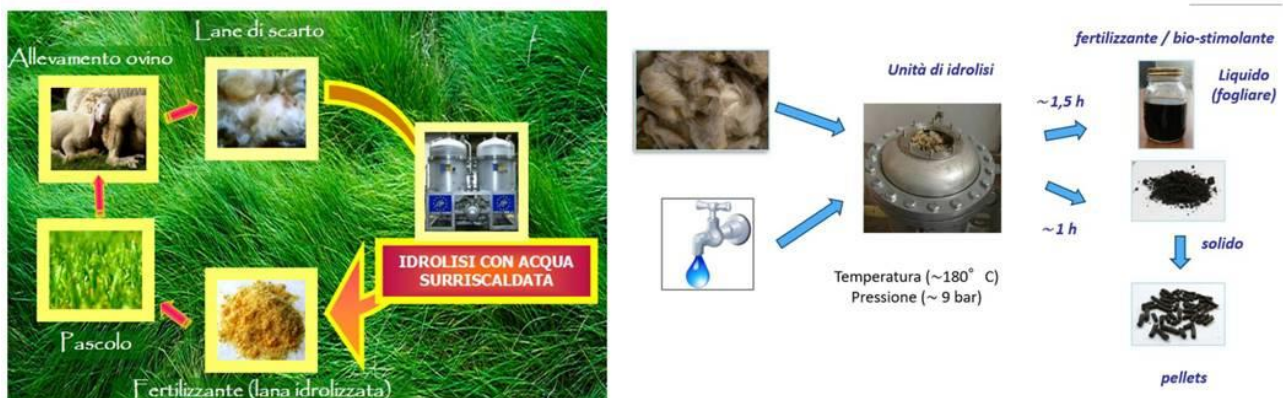 Lane di scarto
Allevamento ovino
IDROLISI CON ACQUA
SURRISCALDATA
Pascolo
Fertilizzante (lana idrolizzata)
fertilizzante / bio-stimolante
Unità di idrolisi
Liquido
(fogliare)
~ 1,5 h
~ 1 h
solido
Temperatura (~180° C)
Pressione (~ 9 bar)
pellets